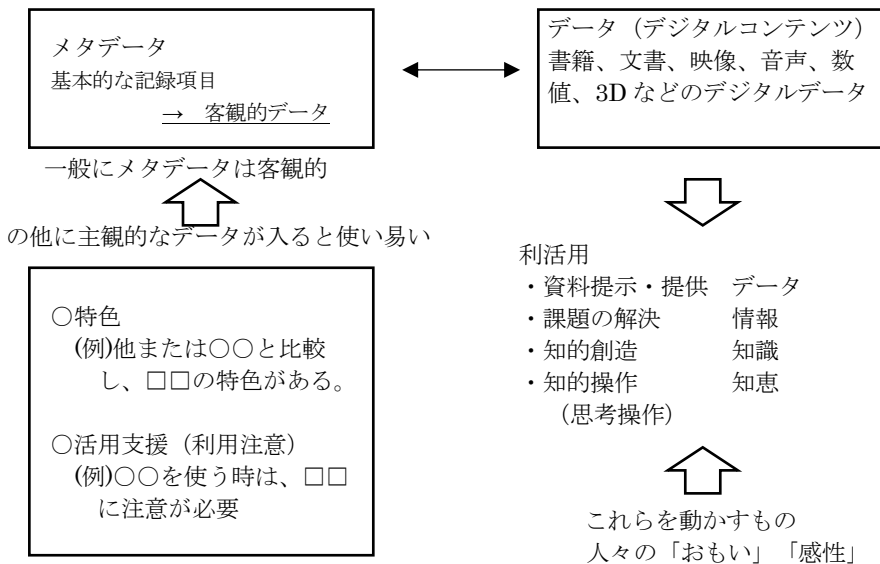 メタデータ
基本的な記録項目
→ 客観的データ
一般にメタデータは客観的
の他に主観的なデータが入ると使い易い
○特色
(例)他または○○と比較
し、□□の特色がある。
○活用支援（利用注意）
(例)○○を使う時は、□□
に注意が必要
データ（デジタルコンテンツ）
書籍、文書、映像、音声、数
値、3D などのデジタルデータ
利活用
・資料提示・提供 データ
・課題の解決 情報
・知的創造 知識
・知的操作 知恵
（思考操作）
これらを動かすもの
人々の「おもい」「感性」